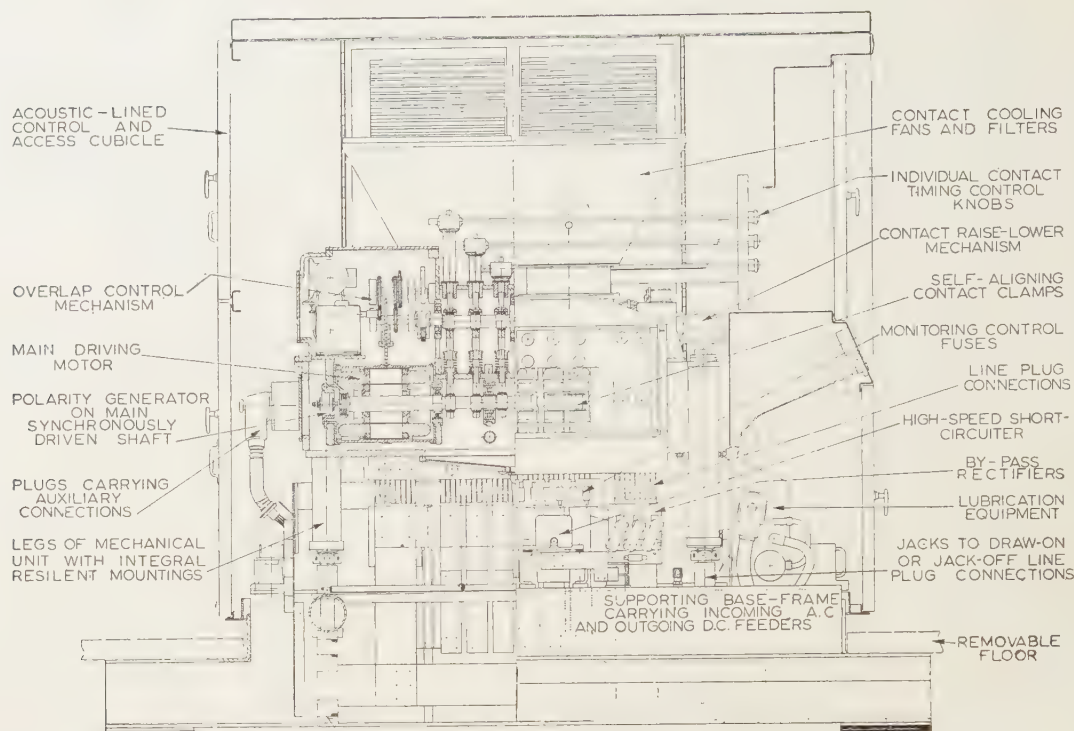 ACOUSTIC-LINED
CONTROL AND
ACCESS CUBICLE
OVERLAP CONTROL
MECHANISM
MAIN DRIVING
MOTOR
POLARITY GENERATOR
ON MAIN
SYNCHRONOUSLY
DRIVEN SHAFT
PLUGS CARRYING
AUXILIARY
CONNECTIONS
LEGS OF MECHANICAL
UNIT WITH INTEGRAL
RESILENT MOUNTINGS
CONTACT COOLING
FANS AND FILTERS
INDIVIDUAL CONTACT
TIMING CONTROL
KNOBS
CONTACT RAISE-LOWER
MECHANISM
SELF-ALIGNING
CONTACT CLAMPS
MONITORING CONTROL
FUSES
LINE PLUG
CONNECTIONS
HIGH-SPEED SHORT-
CIRCUITER
BY-PASS
RECTIFIERS
LUBRICATION
EQUIPMENT
JACKS TO DRAW-ON
OR JACK-OFF LINE
PLUG CONNECTIONS
SUPPORTING BASE-FRAME
CARRYING INCOMING A.C
AND OUTGOING D.C. FEEDERS
REMOVABLE
FLOOR